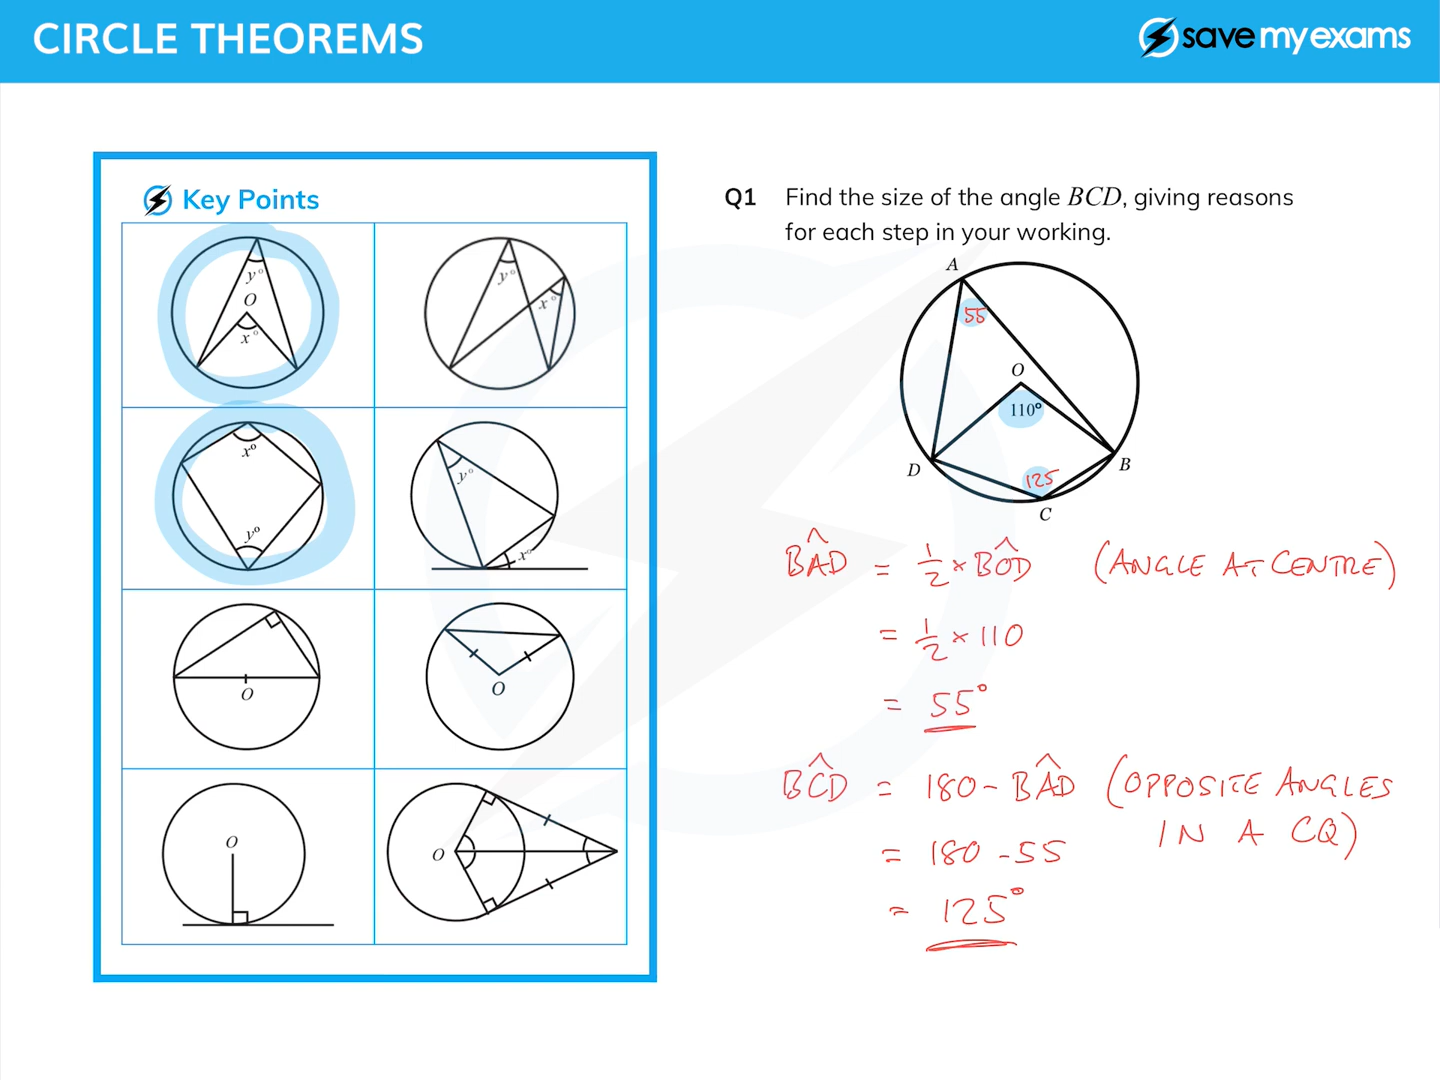 CIRCLE THEOREMS
save my exams
Key Points
y°
O
x°
y°
x°
x°
y°
y°
x°
O
O
O
O
Q1 Find the size of the angle BCD, giving reasons
for each step in your working.
A
55
O
110°
D
B
125
C
BÂD = 1/2 × BÔD (ANGLE AT CENTRE)
= 1/2 × 110
= 55°
BĈD = 180 - BÂD (OPPOSITE ANGLES
IN A CQ)
= 180 - 55
= 125°